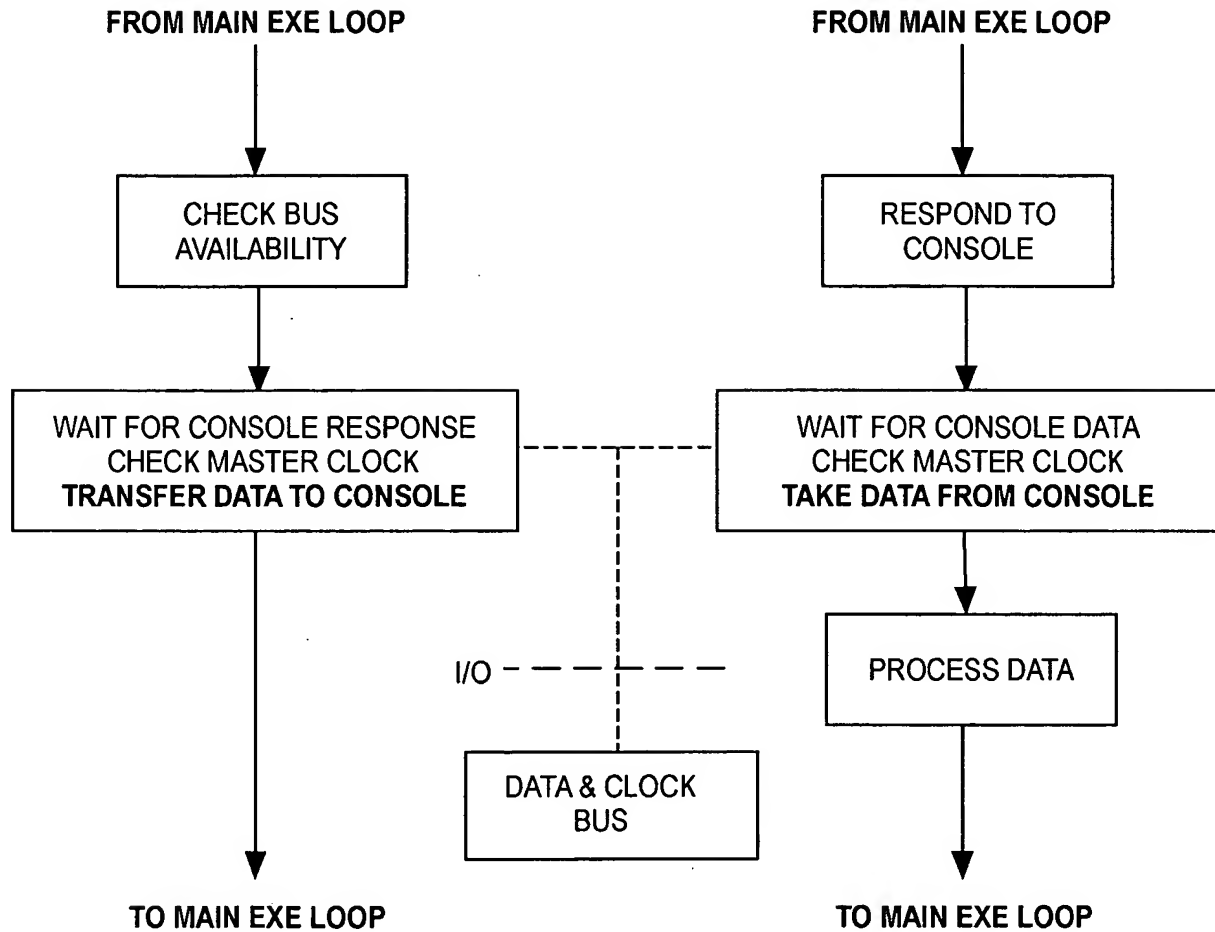 FROM MAIN EXE LOOP
CHECK BUS
AVAILABILITY
WAIT FOR CONSOLE RESPONSE
CHECK MASTER CLOCK
TRANSFER DATA TO CONSOLE
TO MAIN EXE LOOP
FROM MAIN EXE LOOP
RESPOND TO
CONSOLE
WAIT FOR CONSOLE DATA
CHECK MASTER CLOCK
TAKE DATA FROM CONSOLE
PROCESS DATA
TO MAIN EXE LOOP
I/O
DATA & CLOCK
BUS